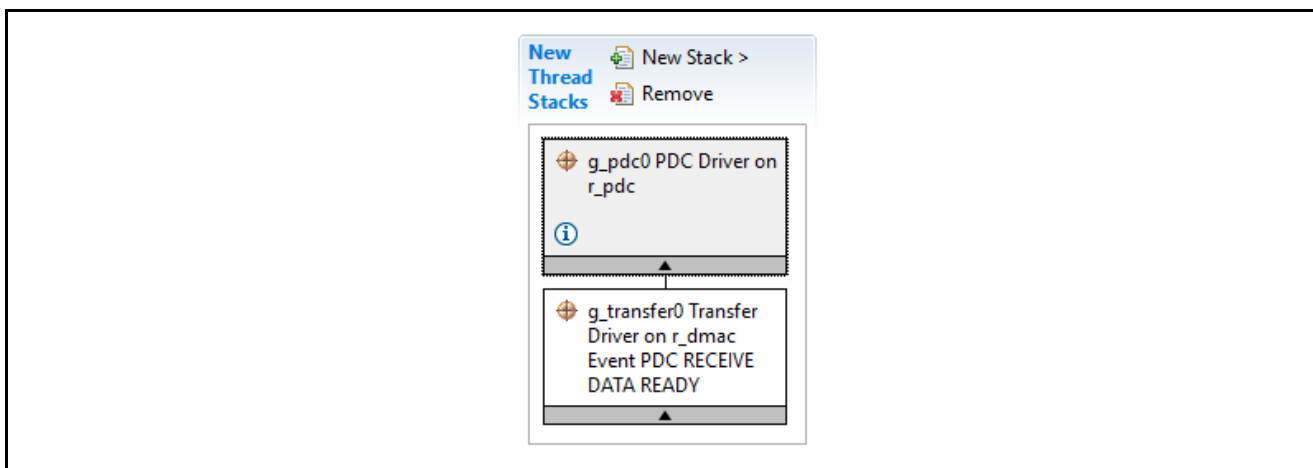 New
Thread
Stacks
New Stack >
Remove
g_pdc0 PDC Driver on
r_pdc
g_transfer0 Transfer
Driver on r_dmac
Event PDC RECEIVE
DATA READY